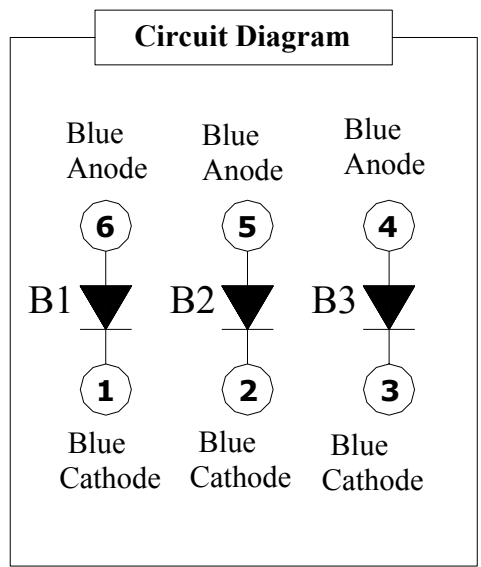 Circuit Diagram
Blue
Anode
Blue
Anode
Blue
Anode
6
5
4
B1
B2
B3
1
2
3
Blue
Cathode
Blue
Cathode
Blue
Cathode